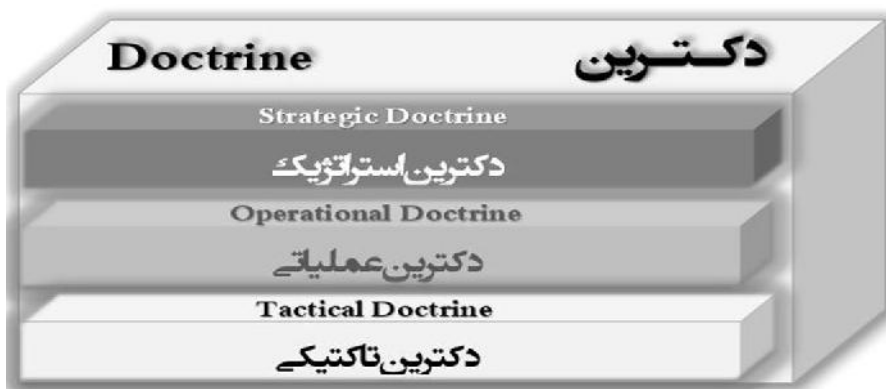 Doctrine دکـتـرین
Strategic Doctrine
دکترین استراتژیک
Operational Doctrine
دکترین عملیاتی
Tactical Doctrine
دکترین تاکتیکی